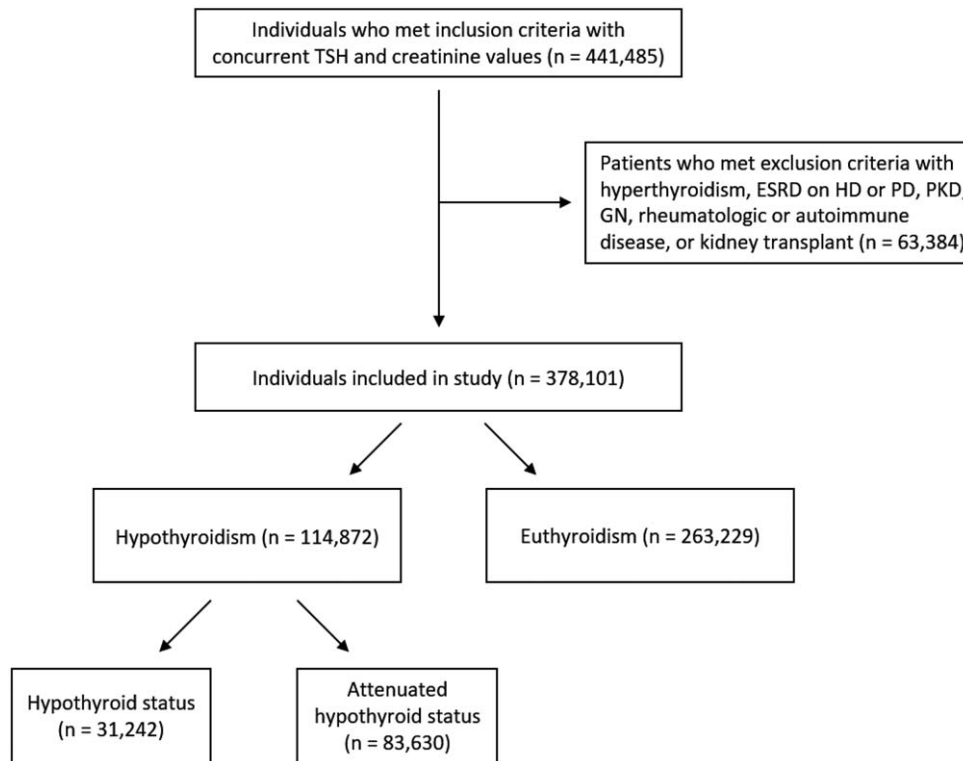 Individuals who met inclusion criteria with
concurrent TSH and creatinine values (n = 441,485)
Patients who met exclusion criteria with
hyperthyroidism, ESRD on HD or PD, PKD,
GN, rheumatologic or autoimmune
disease, or kidney transplant (n = 63,384)
Individuals included in study (n = 378,101)
Hypothyroidism (n = 114,872)
Euthyroidism (n = 263,229)
Hypothyroid status
(n = 31,242)
Attenuated
hypothyroid status
(n = 83,630)